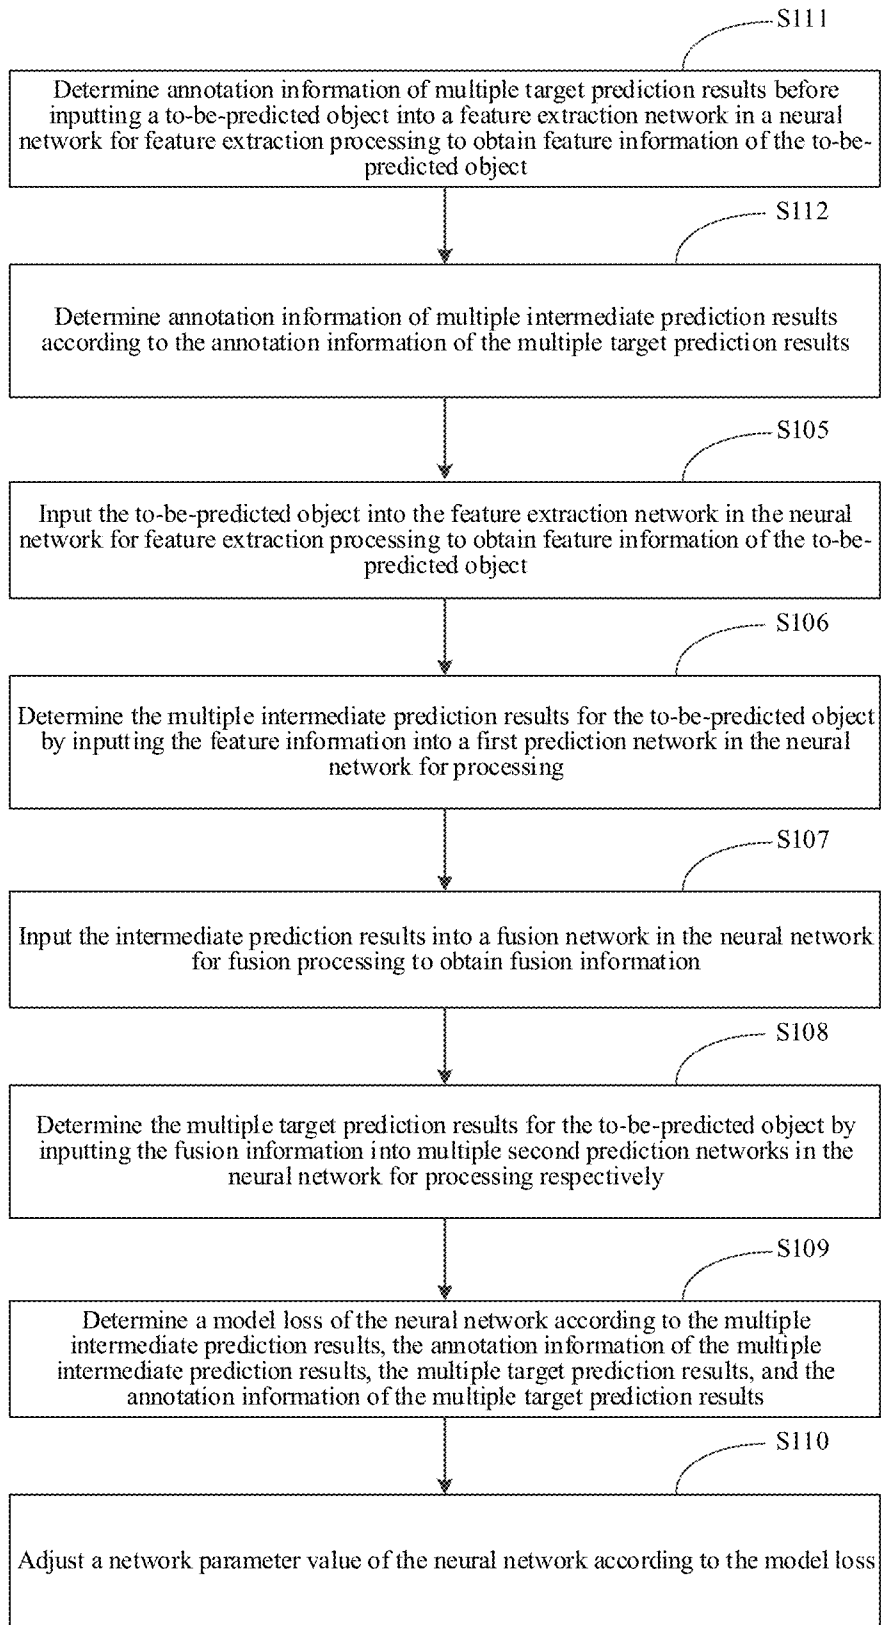 S111
Determine annotation information of multiple target prediction results before
inputting a to-be-predicted object into a feature extraction network in a neural
network for feature extraction processing to obtain feature information of the to-be-
predicted object
S112
Determine annotation information of multiple intermediate prediction results
according to the annotation information of the multiple target prediction results
S105
Input the to-be-predicted object into the feature extraction network in the neural
network for feature extraction processing to obtain feature information of the to-be-
predicted object
S106
Determine the multiple intermediate prediction results for the to-be-predicted object
by inputting the feature information into a first prediction network in the neural
network for processing
S107
Input the intermediate prediction results into a fusion network in the neural network
for fusion processing to obtain fusion information
S108
Determine the multiple target prediction results for the to-be-predicted object by
inputting the fusion information into multiple second prediction networks in the
neural network for processing respectively
S109
Determine a model loss of the neural network according to the multiple
intermediate prediction results, the annotation information of the multiple
intermediate prediction results, the multiple target prediction results, and the
annotation information of the multiple target prediction results
S110
Adjust a network parameter value of the neural network according to the model loss